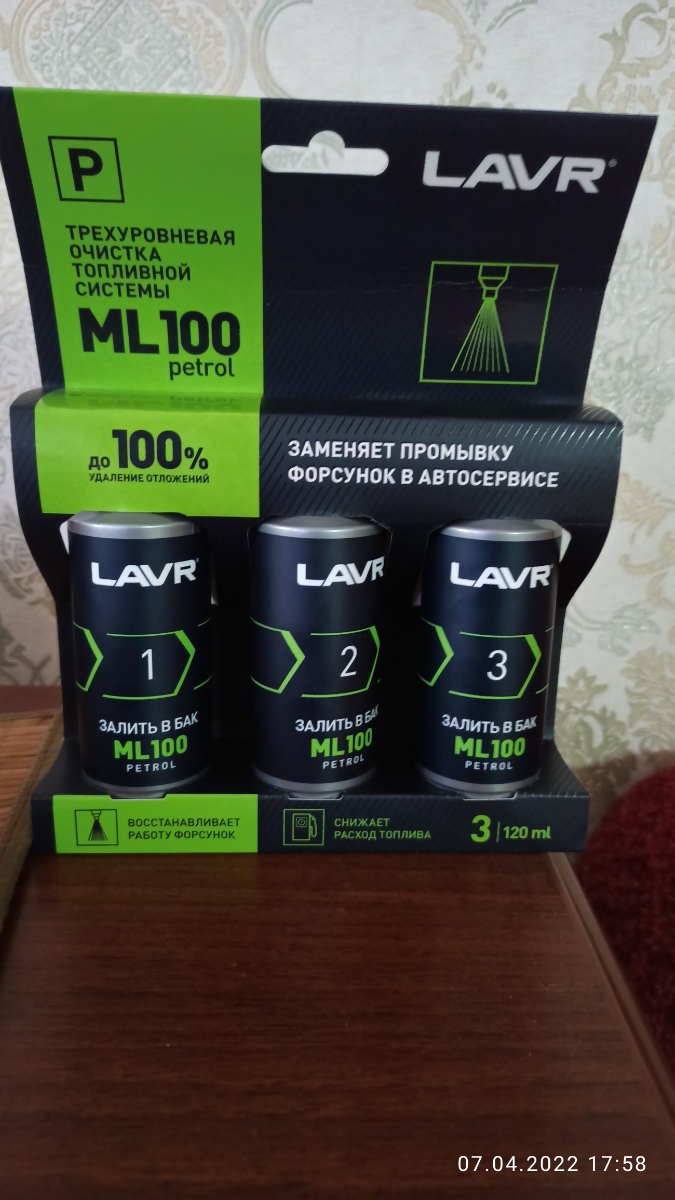 P
LAVR®
ТРЕХУРОВНЕВАЯ
ОЧИСТКА
ТОПЛИВНОЙ
СИСТЕМЫ
ML100
petrol
до 100%
УДАЛЕНИЕ ОТЛОЖЕНИЙ
ЗАМЕНЯЕТ ПРОМЫВКУ
ФОРСУНОК В АВТОСЕРВИСЕ
LAVR®
1
ЗАЛИТЬ В БАК
ML100
PETROL
LAVR
2
ЗАЛИТЬ В БАК
ML100
PETROL
LAVR®
3
ЗАЛИТЬ В БАК
ML100
PETROL
ВОССТАНАВЛИВАЕТ
РАБОТУ ФОРСУНОК
СНИЖАЕТ
РАСХОД ТОПЛИВА
3 | 120 ml
07.04.2022 17:58